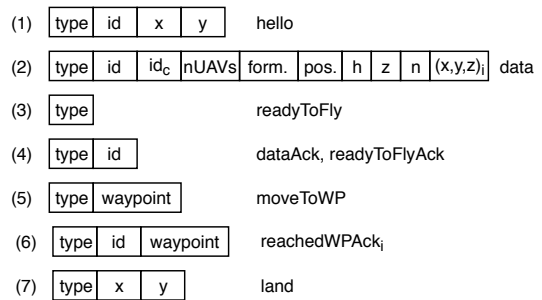 (1) type id x y hello
(2) type id idc nUAVs form. pos. h z n (x,y,z)i data
(3) type readyToFly
(4) type id dataAck, readyToFlyAck
(5) type waypoint moveToWP
(6) type id waypoint reachedWPAcki
(7) type x y land